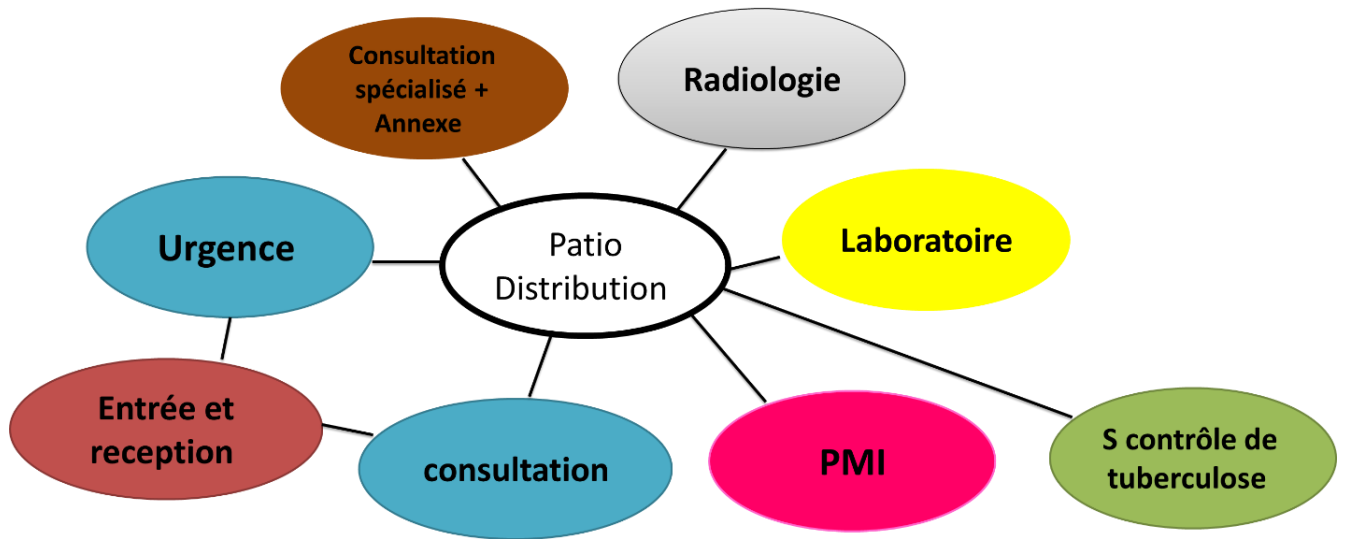 Consultation
spécialisé +
Annexe
Radiologie
Urgence
Patio
Distribution
Laboratoire
Entrée et
reception
consultation
PMI
S contrôle de
tuberculose